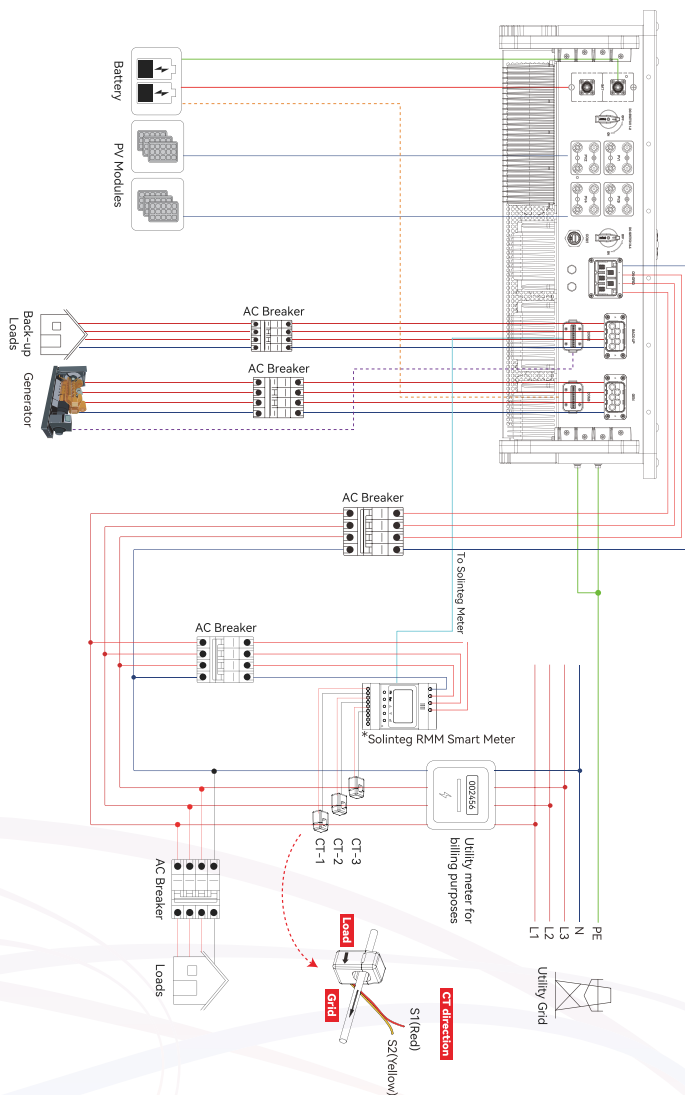 Battery
PV Modules
Back-up
Loads
Generator
AC Breaker
AC Breaker
BACK-UP
AC Breaker
To Solinteg Meter
AC Breaker
*Solinteg RMM Smart Meter
002456
Utility meter for
billing purposes
CT-3
CT-2
CT-1
AC Breaker
Loads
PE
N
L3
L2
L1
Utility Grid
Load
Grid
CT direction
S1(Red)
S2(Yellow)